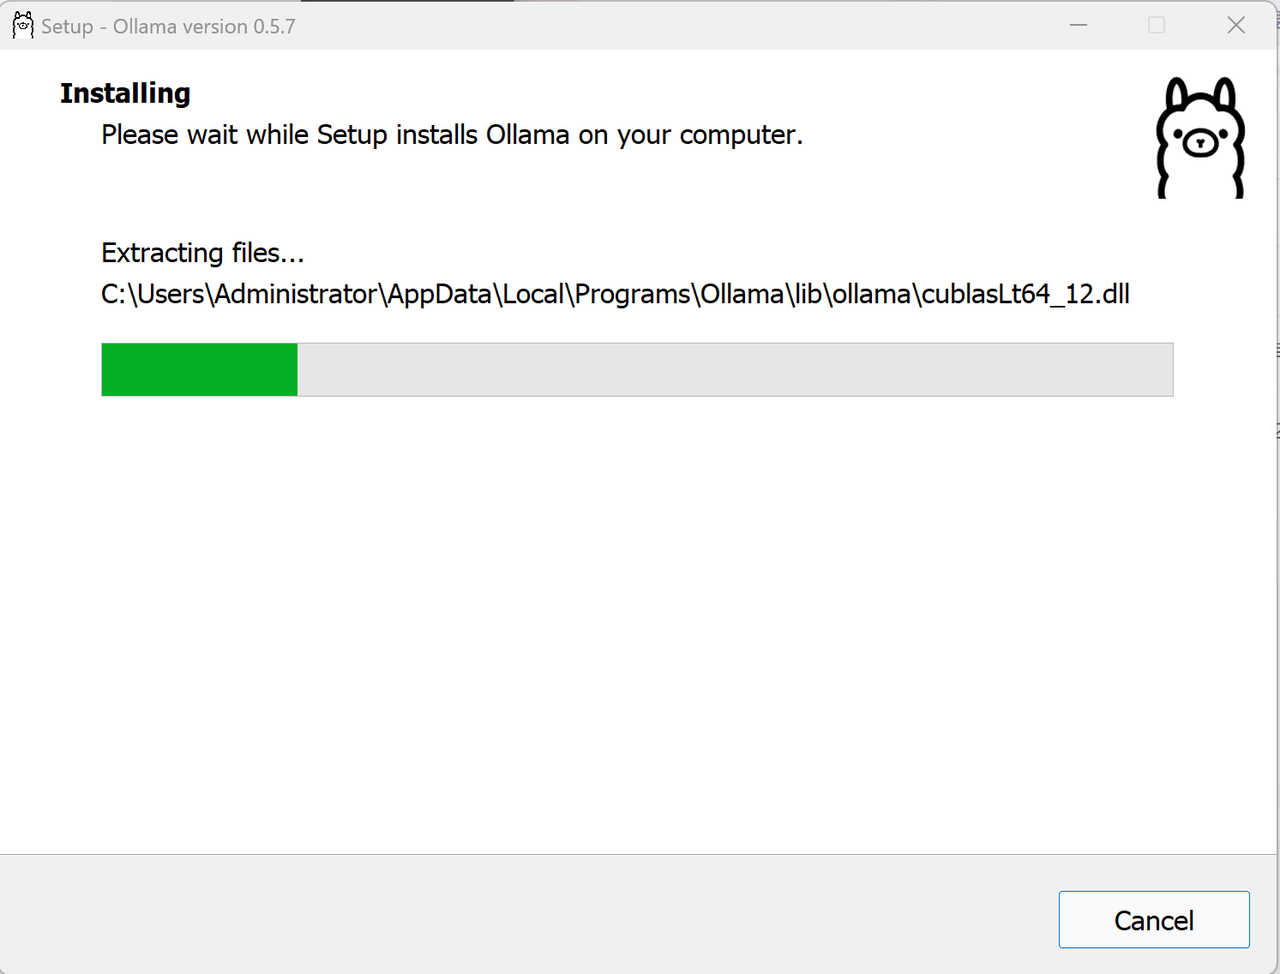 Setup - Ollama version 0.5.7
Installing
Please wait while Setup installs Ollama on your computer.
Extracting files...
C:\Users\Administrator\AppData\Local\Programs\Ollama\lib\ollama\cublasLt64_12.dll
Cancel